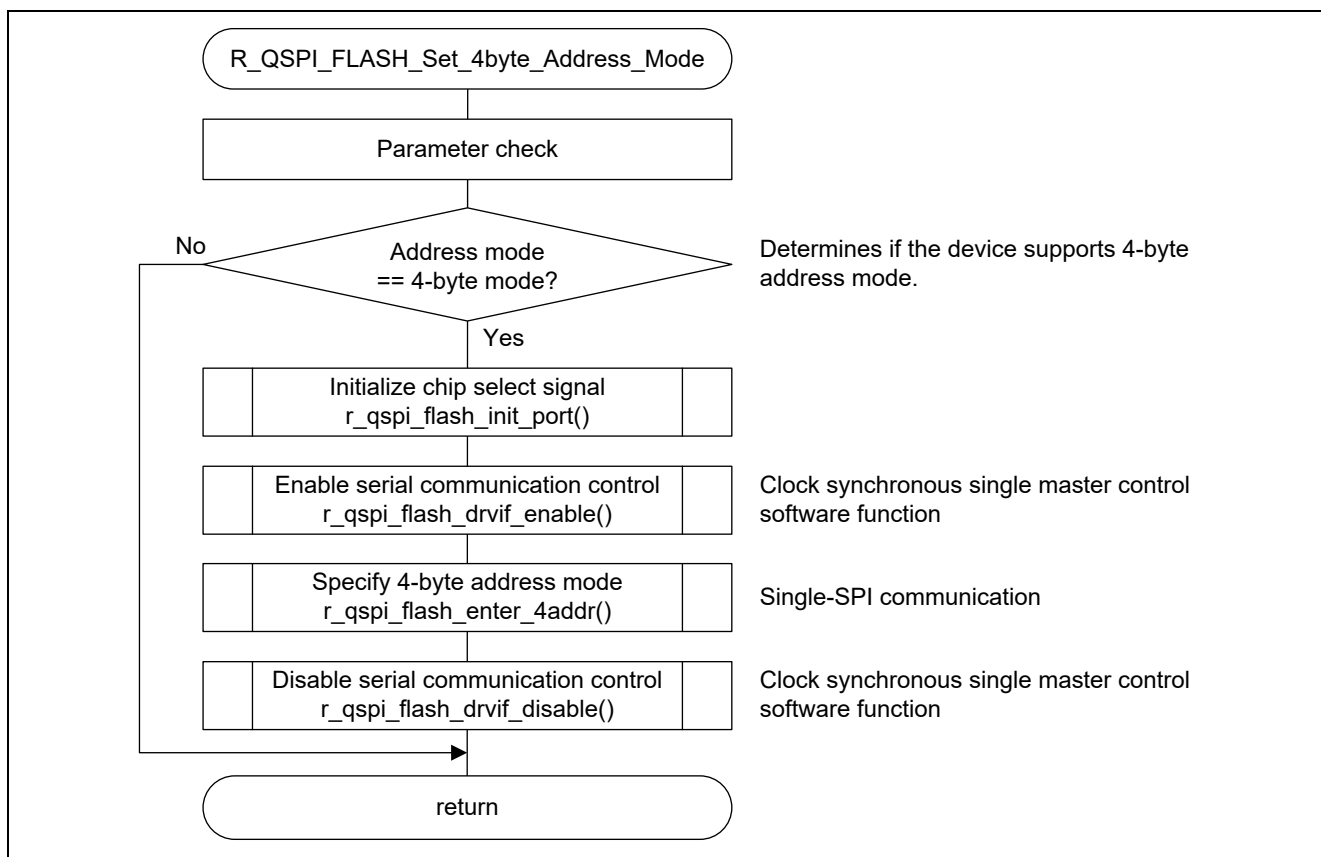 R_QSPI_FLASH_Set_4byte_Address_Mode
Parameter check
No
Address mode
== 4-byte mode?
Determines if the device supports 4-byte
address mode.
Yes
Initialize chip select signal
r_qspi_flash_init_port()
Enable serial communication control
r_qspi_flash_drvif_enable()
Clock synchronous single master control
software function
Specify 4-byte address mode
r_qspi_flash_enter_4addr()
Single-SPI communication
Disable serial communication control
r_qspi_flash_drvif_disable()
Clock synchronous single master control
software function
return